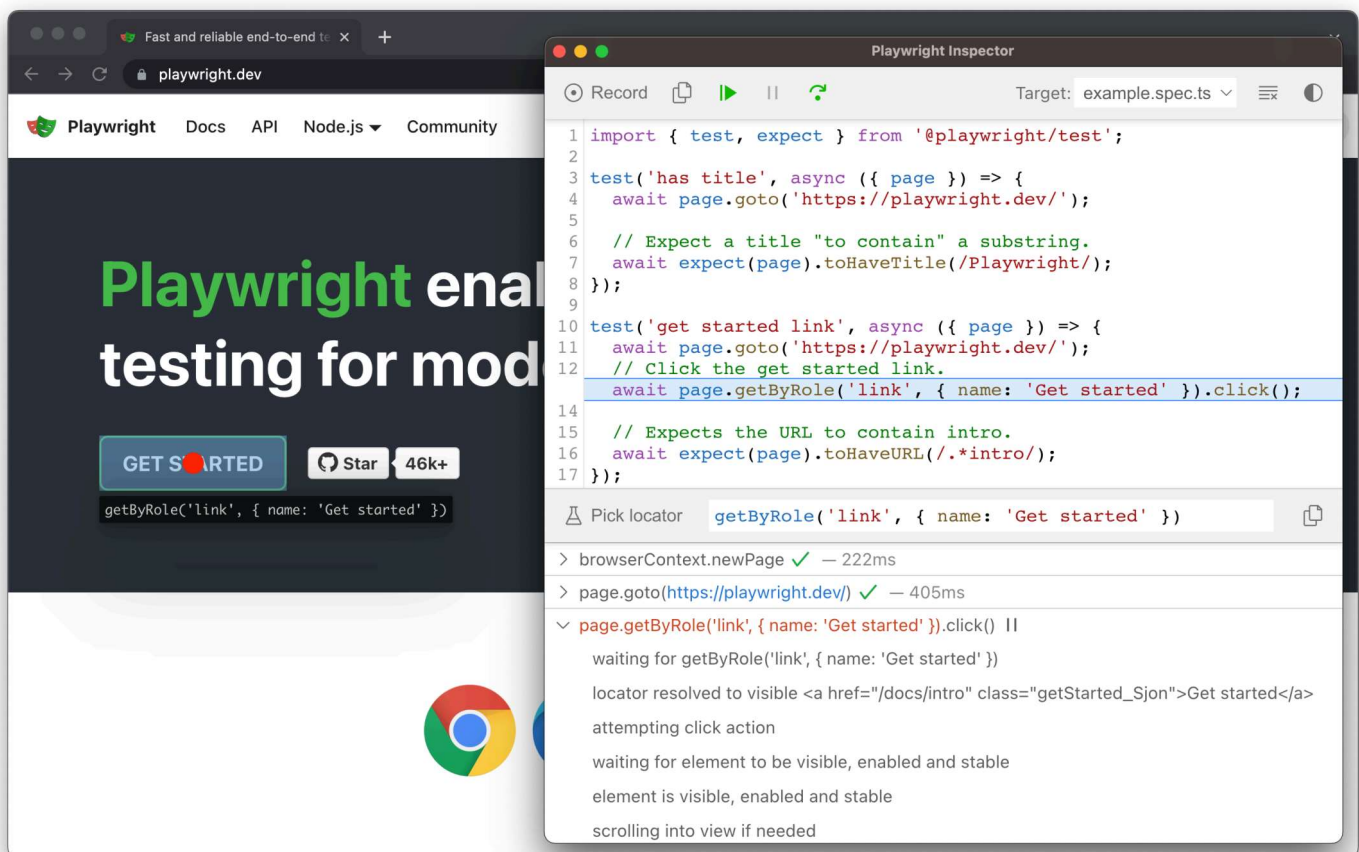 Fast and reliable end-to-end te
playwright.dev
Playwright Docs API Node.js Community
Playwright enal
testing for mod
GET STARTED
Star 46k+
getByRole('link', { name: 'Get started' })
Playwright Inspector
Record
Target: example.spec.ts
1 import { test, expect } from '@playwright/test';
2
3 test('has title', async ({ page }) => {
4 await page.goto('https://playwright.dev/');
5
6 // Expect a title "to contain" a substring.
7 await expect(page).toHaveTitle(/Playwright/);
8 });
9
10 test('get started link', async ({ page }) => {
11 await page.goto('https://playwright.dev/');
12 // Click the get started link.
await page.getByRole('link', { name: 'Get started' }).click();
14
15 // Expects the URL to contain intro.
16 await expect(page).toHaveURL(/.*intro/);
17 });
Pick locator getByRole('link', { name: 'Get started' })
browserContext.newPage ✓ — 222ms
page.goto(https://playwright.dev/) ✓ — 405ms
page.getByRole('link', { name: 'Get started' }).click()
waiting for getByRole('link', { name: 'Get started' })
locator resolved to visible <a href="/docs/intro" class="getStarted_Sjon">Get started</a>
attempting click action
waiting for element to be visible, enabled and stable
element is visible, enabled and stable
scrolling into view if needed